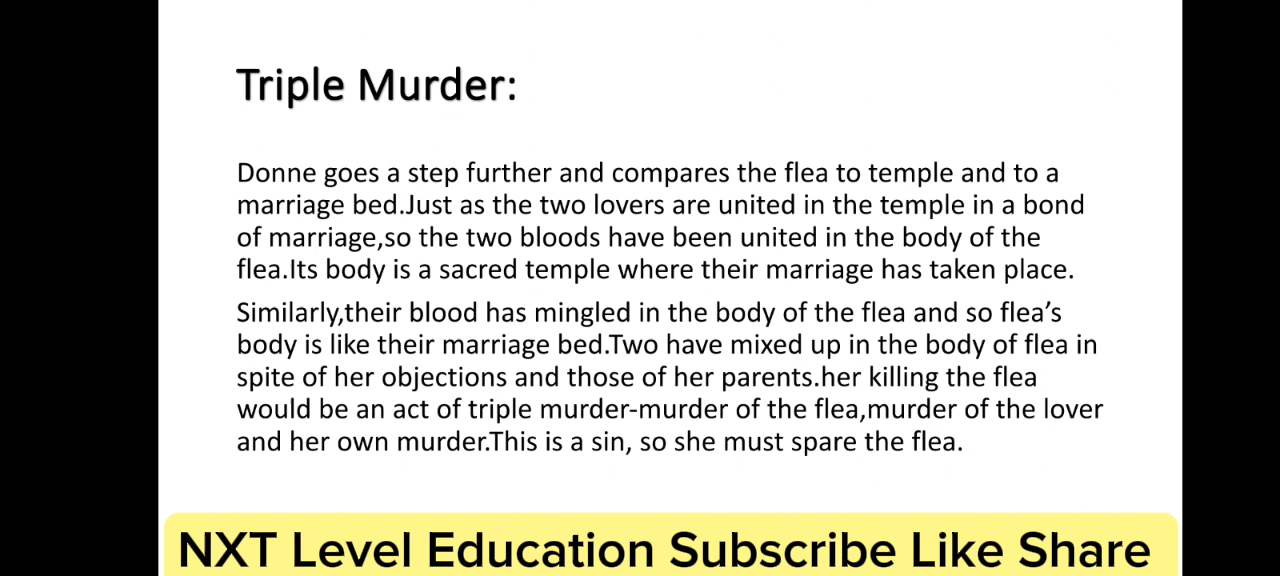 Triple Murder:
Donne goes a step further and compares the flea to temple and to a
marriage bed.Just as the two lovers are united in the temple in a bond
of marriage,so the two bloods have been united in the body of the
flea.Its body is a sacred temple where their marriage has taken place.
Similarly,their blood has mingled in the body of the flea and so flea’s
body is like their marriage bed.Two have mixed up in the body of flea in
spite of her objections and those of her parents.her killing the flea
would be an act of triple murder-murder of the flea,murder of the lover
and her own murder.This is a sin, so she must spare the flea.
NXT Level Education Subscribe Like Share